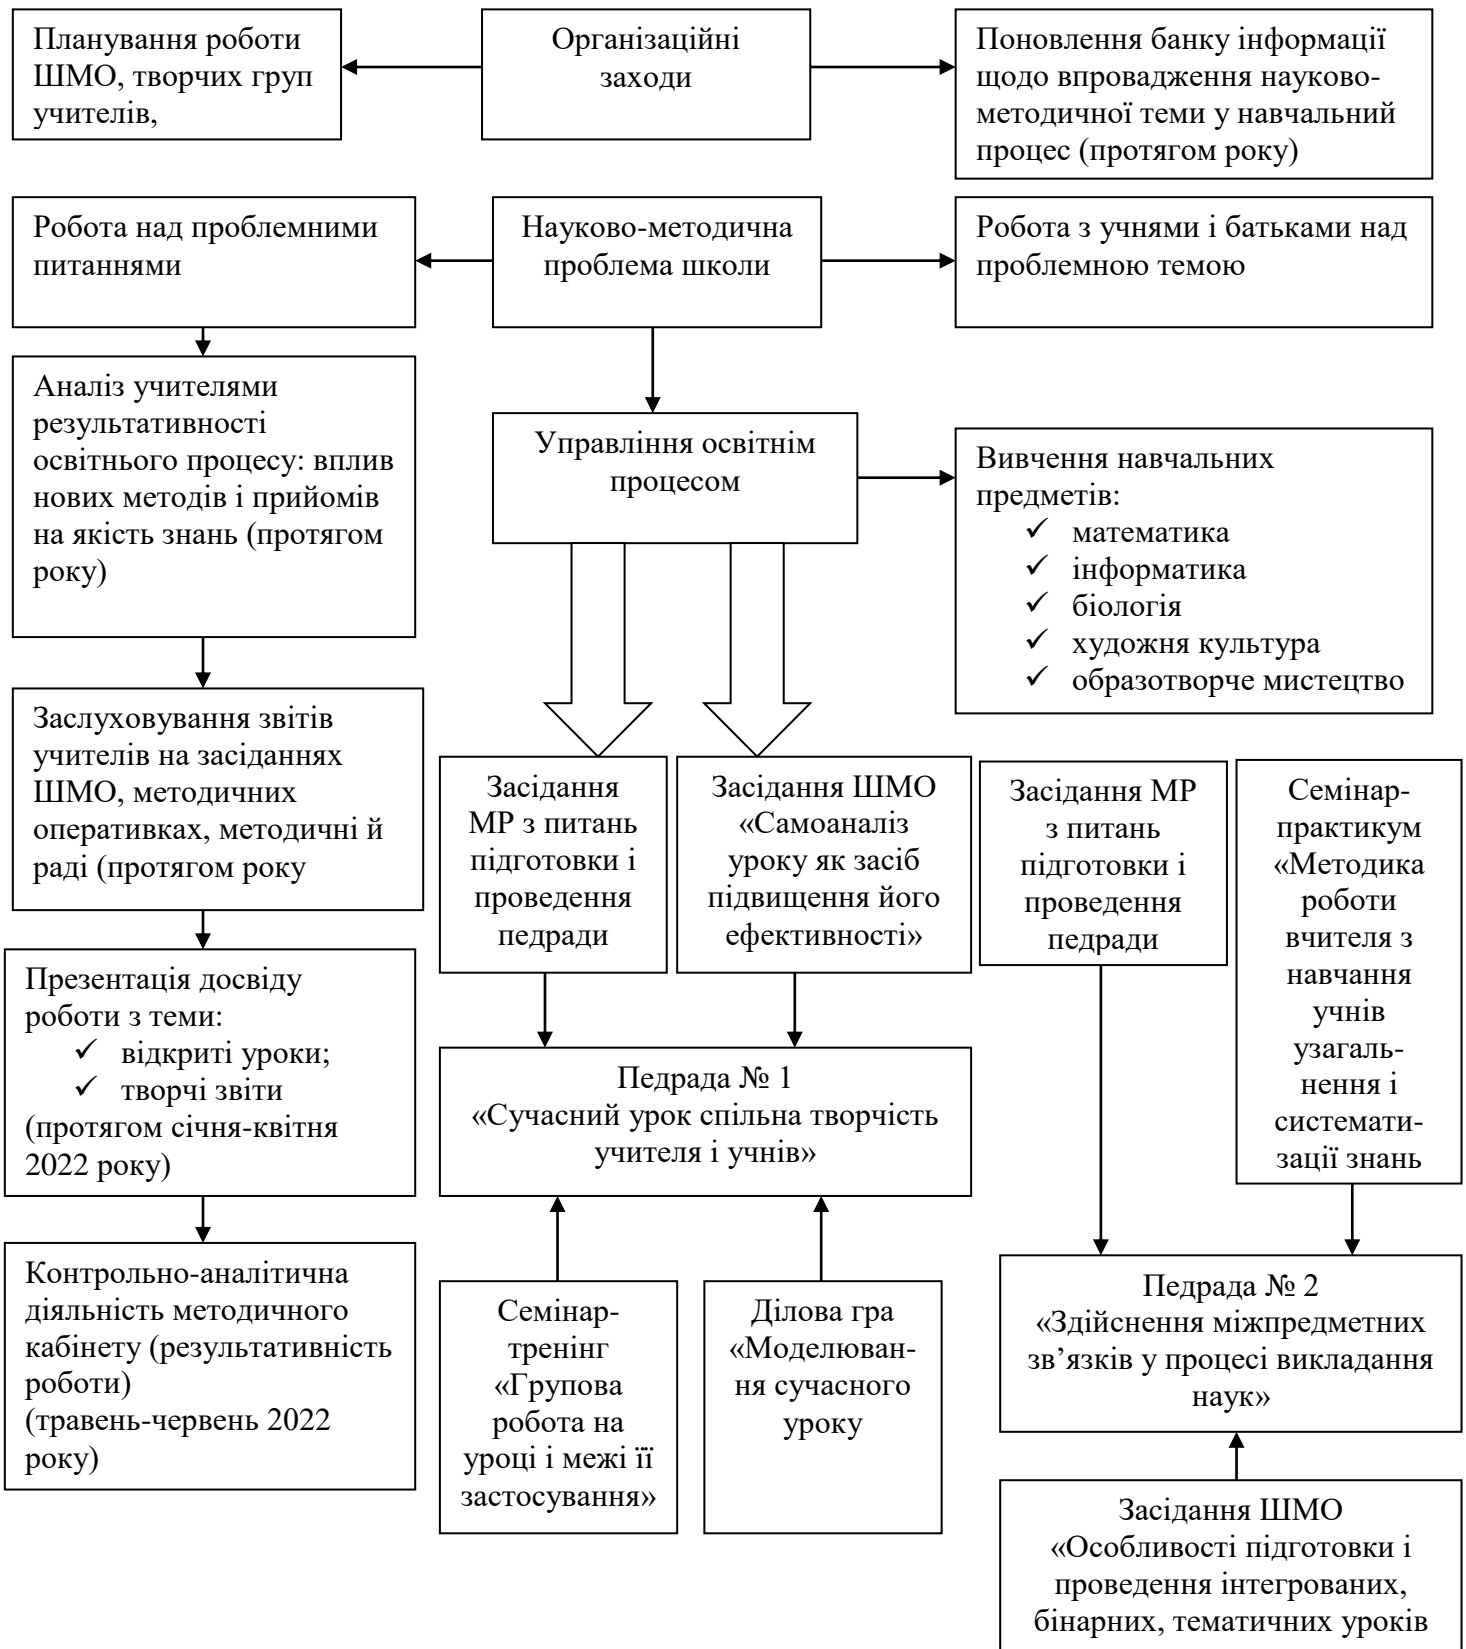 Планування роботи
ШМО, творчих груп
учителів,
Організаційні
заходи
Поновлення банку інформації
щодо впровадження науково-
методичної теми у навчальний
процес (протягом року)
Робота над проблемними
питаннями
Науково-методична
проблема школи
Робота з учнями і батьками над
проблемною темою
Аналіз учителями
результативності
освітнього процесу: вплив
нових методів і прийомів
на якість знань (протягом
року)
Управління освітнім
процесом
Вивчення навчальних
предметів:
✓ математика
✓ інформатика
✓ біологія
✓ художня культура
✓ образотворче мистецтво
Заслуховування звітів
учителів на засіданнях
ШМО, методичних
оперативках, методичні й
раді (протягом року
Засідання
МР з питань
підготовки і
проведення
педради
Засідання ШМО
«Самоаналіз
уроку як засіб
підвищення його
ефективності»
Засідання МР
з питань
підготовки і
проведення
педради
Семінар-
практикум
«Методика
роботи
вчителя з
навчання
учнів
узагаль-
нення і
системати-
зації знань
Презентація досвіду
роботи з теми:
✓ відкриті уроки;
✓ творчі звіти
(протягом січня-квітня
2022 року)
Педрада № 1
«Сучасний урок спільна творчість
учителя і учнів»
Контрольно-аналітична
діяльність методичного
кабінету (результативність
роботи)
(травень-червень 2022
року)
Семінар-
тренінг
«Групова
робота на
уроці і межі її
застосування»
Ділова гра
«Моделюван-
ня сучасного
уроку
Педрада № 2
«Здійснення міжпредметних
зв’язків у процесі викладання
наук»
Засідання ШМО
«Особливості підготовки і
проведення інтегрованих,
бінарних, тематичних уроків